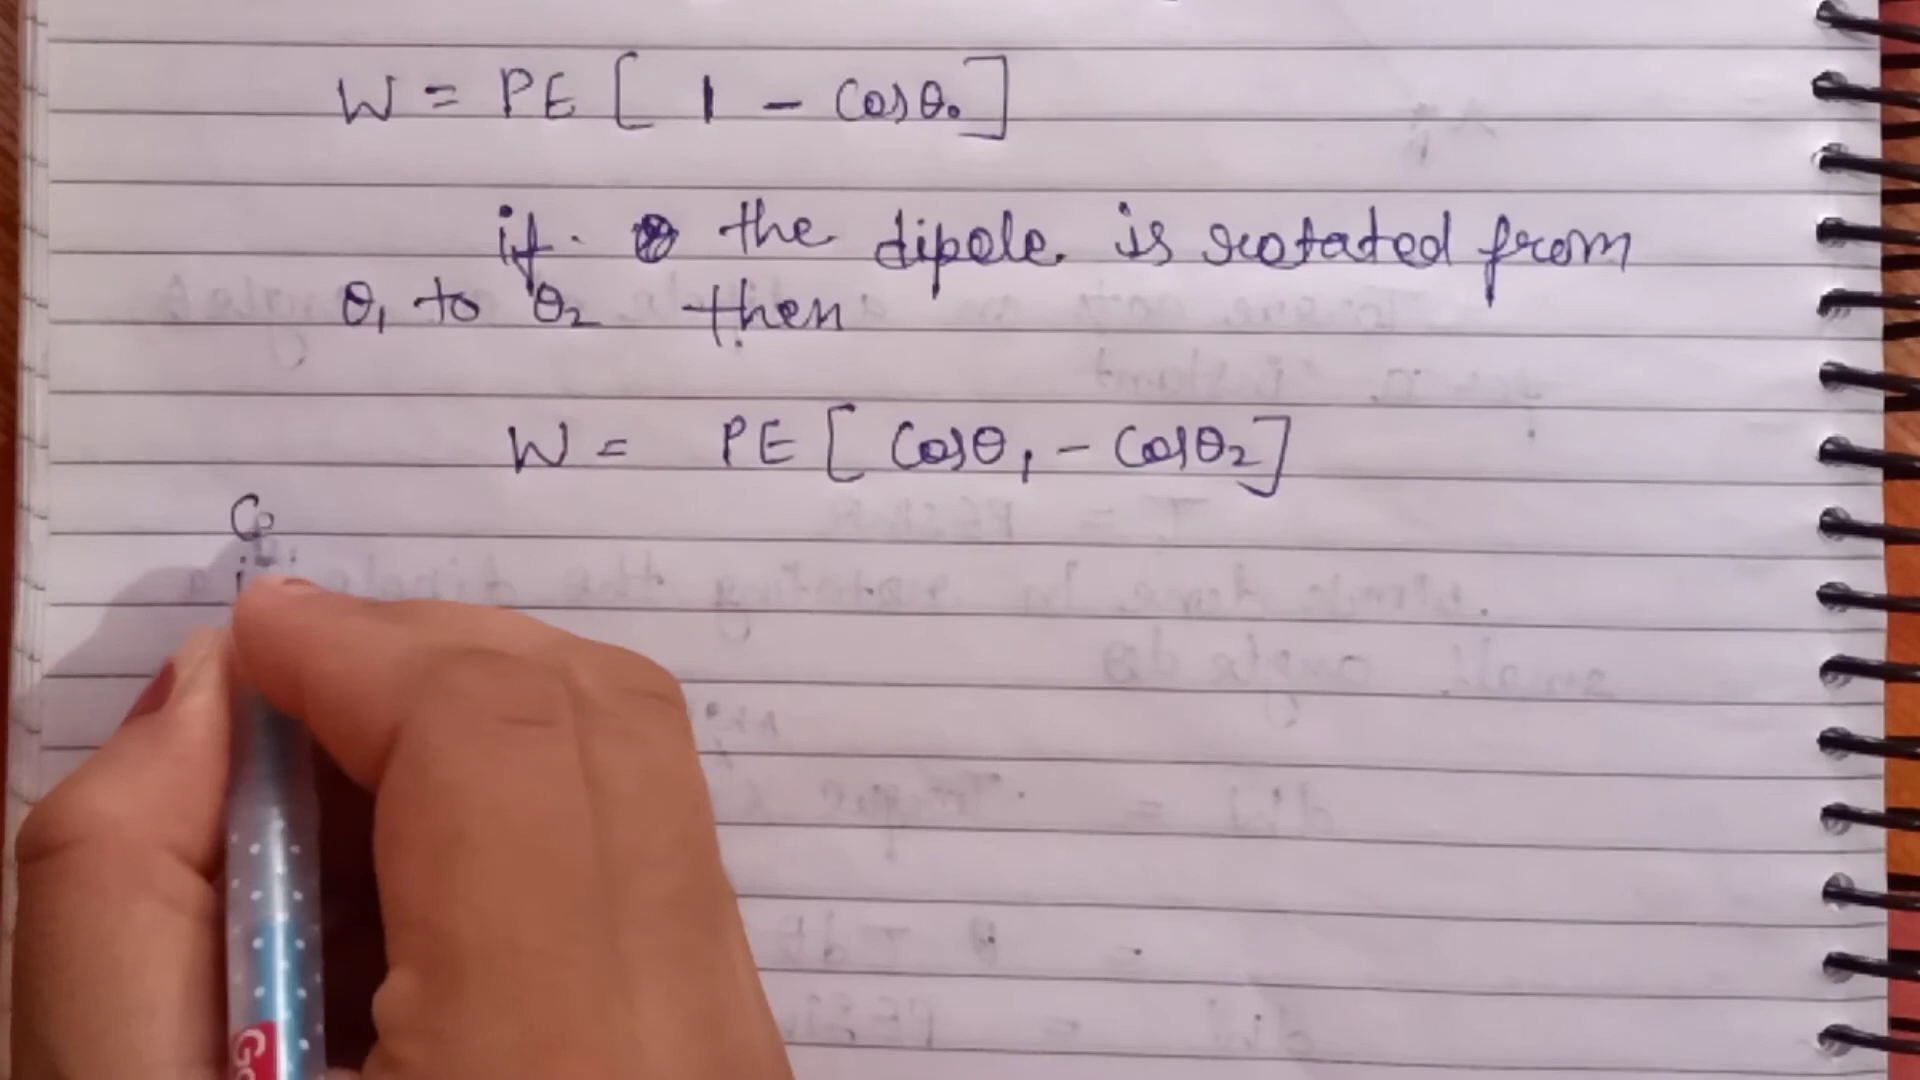 W = PE [ 1 - Cosθ₀ ]
if the dipole is rotated from
θ₁ to θ₂ then
W = PE [ Cosθ₁ - Cosθ₂ ]